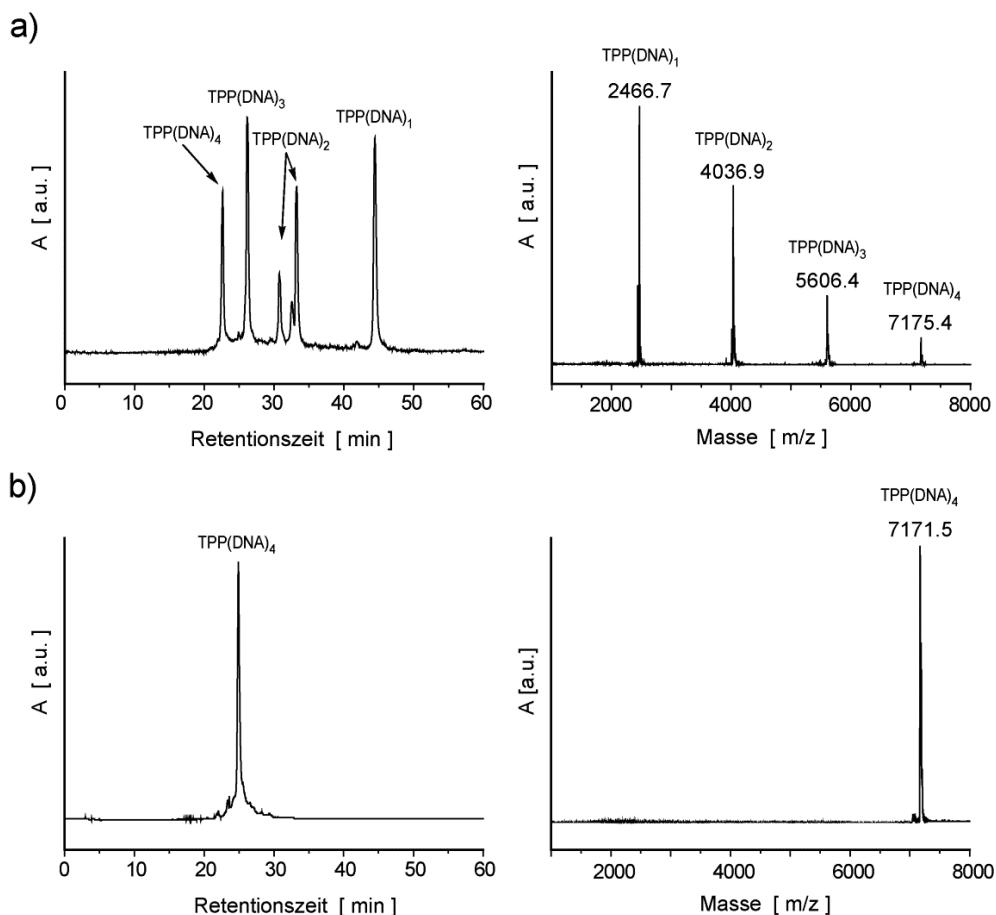 a)
TPP(DNA)₄
TPP(DNA)₃
TPP(DNA)₂
TPP(DNA)₁
A [ a.u. ]
0 10 20 30 40 50 60
Retentionszeit [ min ]
TPP(DNA)₁
2466.7
TPP(DNA)₂
4036.9
TPP(DNA)₃
5606.4
TPP(DNA)₄
7175.4
A [ a.u. ]
2000 4000 6000 8000
Masse [ m/z ]
b)
TPP(DNA)₄
A [ a.u. ]
0 10 20 30 40 50 60
Retentionszeit [ min ]
TPP(DNA)₄
7171.5
A [a.u.]
2000 4000 6000 8000
Masse [ m/z ]